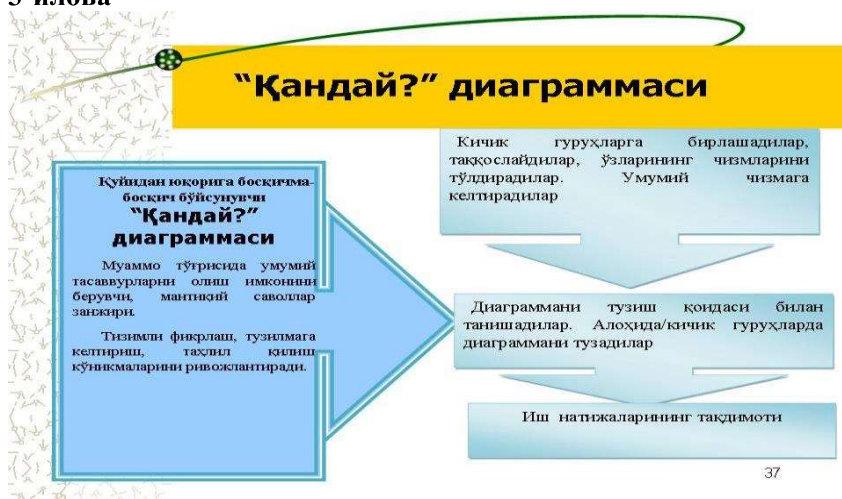 3-илова
“Қандай?” диаграммаси
Қуйидан юқорига босқичма-
босқич бўйсунувчи
“Қандай?”
диаграммаси
Муаммо тўғрисида умумий
тасаввурларни олиш имконини
берувчи, мантиқий саволлар
занжири.
Тизимли фикрлаш, тузилмага
келтириш, таҳлил қилиш
кўникмаларини ривожлантиради.
Кичик гуруҳларга бирлашадилар,
таққослайдилар, ўзларининг чизмларини
тўлдирадилар. Умумий чизмага
келтирадилар
Диаграммани тузиш қоидаси билан
танишадилар. Алоҳида/кичик гуруҳларда
диаграммани тузадилар
Иш натижаларининг тақдимоти
37